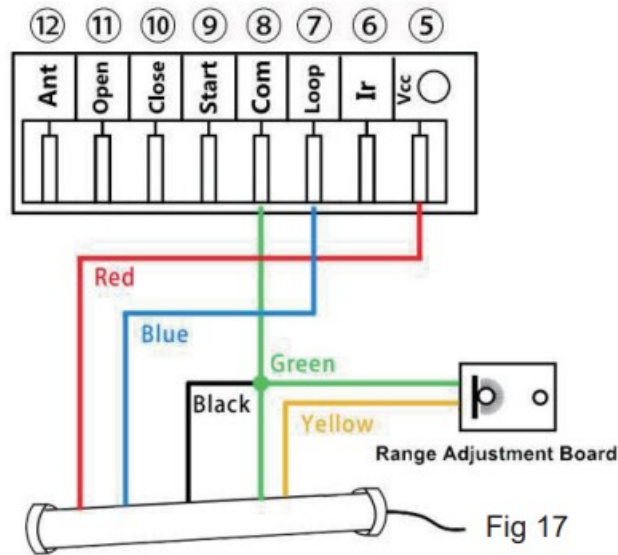 ⑫ ⑪ ⑩ ⑨ ⑧ ⑦ ⑥ ⑤
Ant Open Close Start Com Loop Ir Vcc
Red
Blue
Green
Black
Yellow
Range Adjustment Board
Fig 17